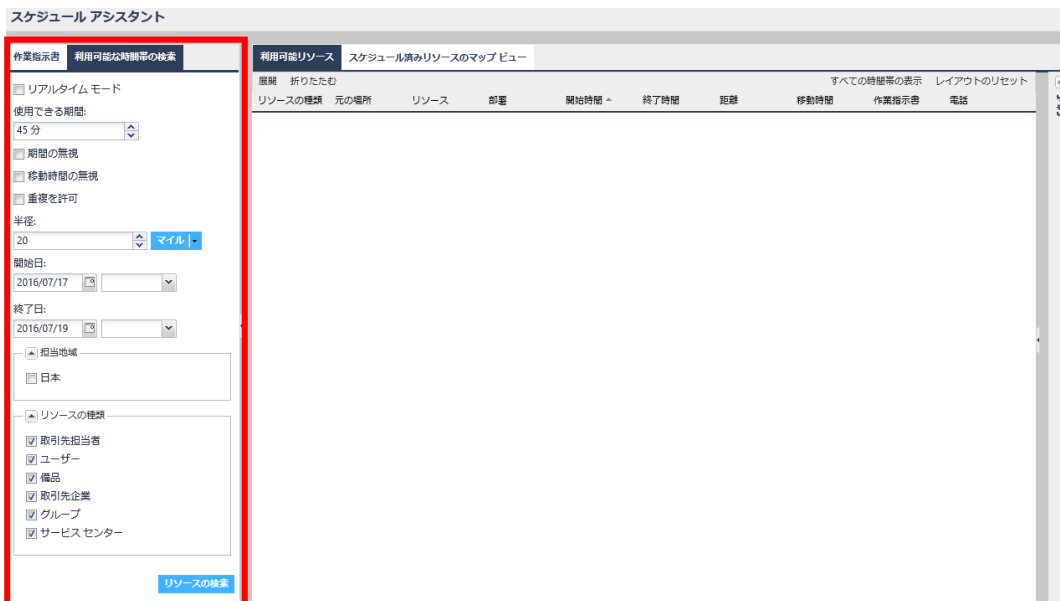 スケジュール アシスタント
作業指示書 利用可能な時間帯の検索
リアルタイム モード
使用できる期間:
45 分
期間の無視
移動時間の無視
重複を許可
半径:
20 マイル
開始日:
2016/07/17
終了日:
2016/07/19
担当地域
日本
リソースの種類
取引先担当者
ユーザー
備品
取引先企業
グループ
サービス センター
リソースの検索
利用可能リソース スケジュール済みリソースのマップ ビュー
展開 折りたたむ すべての時間帯の表示 レイアウトのリセット
リソースの種類 元の場所 リソース 部署 開始時間 終了時間 距離 移動時間 作業指示書 電話